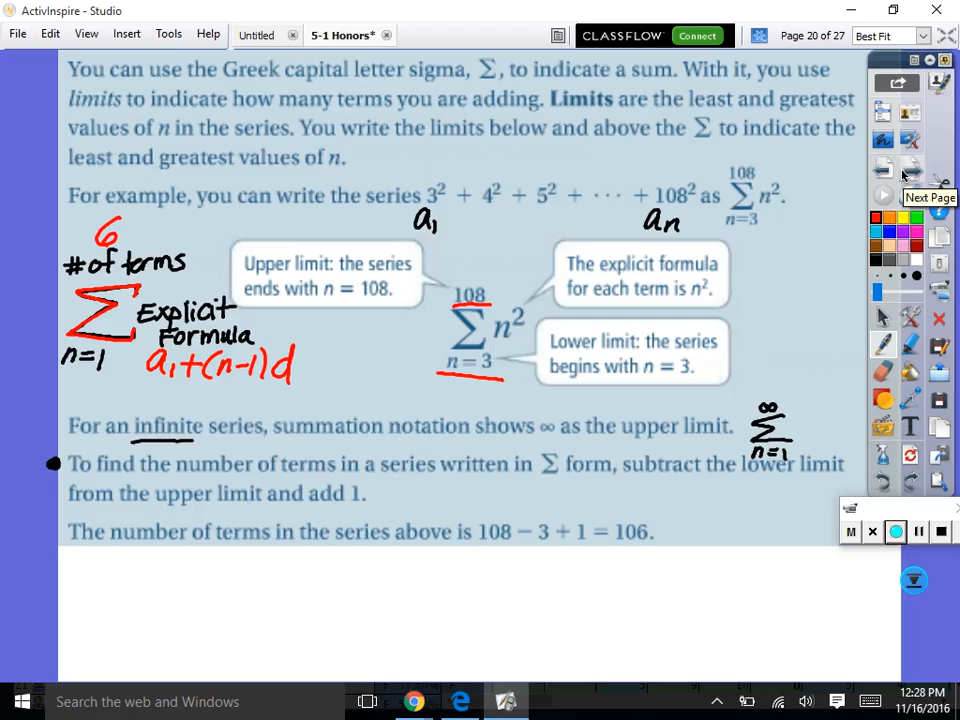 ActivInspire - Studio
File Edit View Insert Tools Help Untitled 5-1 Honors* CLASSFLOW Connect Page 20 of 27 Best Fit
You can use the Greek capital letter sigma, Σ, to indicate a sum. With it, you use
limits to indicate how many terms you are adding. Limits are the least and greatest
values of n in the series. You write the limits below and above the Σ to indicate the
least and greatest values of n.
108
For example, you can write the series 3² + 4² + 5² + ··· + 108² as Σ n².
n=3
Next Page
a₁ an
6
# of terms
Σ Explicit
Formula
n=1 a₁+(n-1)d
Upper limit: the series
ends with n = 108.
The explicit formula
for each term is n².
108
Σ n²
n=3
Lower limit: the series
begins with n = 3.
For an infinite series, summation notation shows ∞ as the upper limit.
∞
Σ
n=1
To find the number of terms in a series written in Σ form, subtract the lower limit
from the upper limit and add 1.
The number of terms in the series above is 108 − 3 + 1 = 106.
M
Search the web and Windows
12:28 PM
11/16/2016